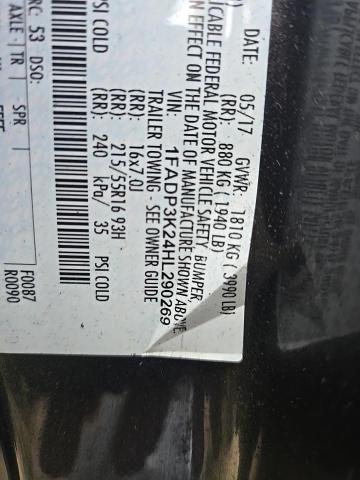 DATE: 05/17 GVWR: 1810 KG ( 3990 LB)
(RR): 880 KG ( 1940 LB)
ICABLE FEDERAL MOTOR VEHICLE SAFETY BUMPER,
N EFFECT ON THE DATE OF MANUFACTURE SHOWN ABOVE.
VIN: 1FADP3K24HL290269
TRAILER TOWING - SEE OWNER GUIDE
(RR): 16x7.0J
(RR): 215/55R16 93H
PSI COLD (RR): 240 kPa/ 35 PSI COLD
RC: 53 DSO: F0087
AXLE TR SPR R0090